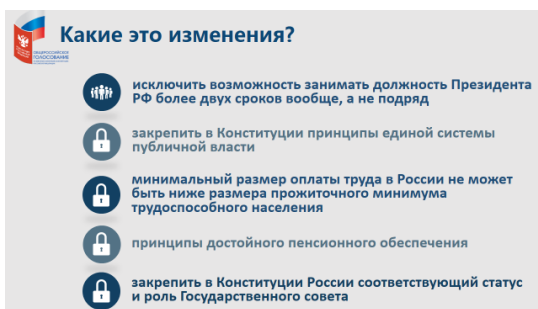 ОБЩЕРОССИЙСКОЕ
ГОЛОСОВАНИЕ
Какие это изменения?
исключить возможность занимать должность Президента
РФ более двух сроков вообще, а не подряд
закрепить в Конституции принципы единой системы
публичной власти
минимальный размер оплаты труда в России не может
быть ниже размера прожиточного минимума
трудоспособного населения
принципы достойного пенсионного обеспечения
закрепить в Конституции России соответствующий статус
и роль Государственного совета